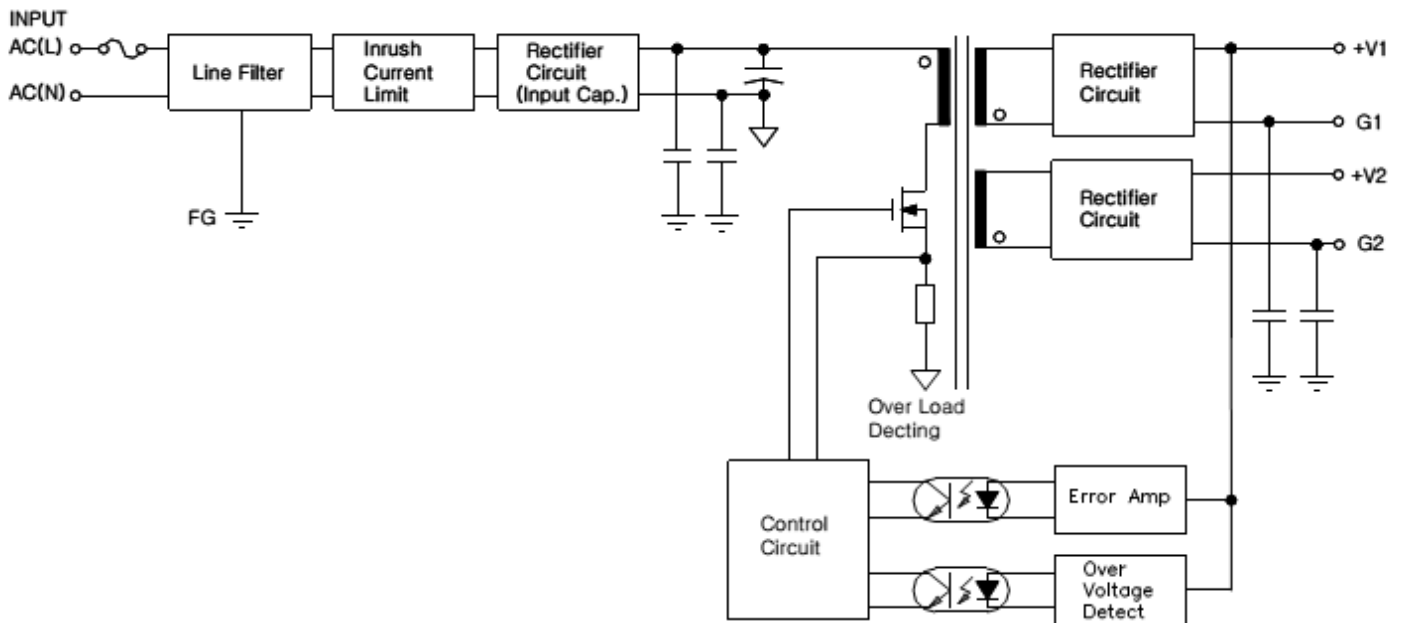 INPUT
AC(L)
AC(N)
Line Filter
Inrush
Current
Limit
Rectifier
Circuit
(Input Cap.)
FG
Rectifier
Circuit
+V1
G1
Rectifier
Circuit
+V2
G2
Over Load
Decting
Control
Circuit
Error Amp
Over
Voltage
Detect